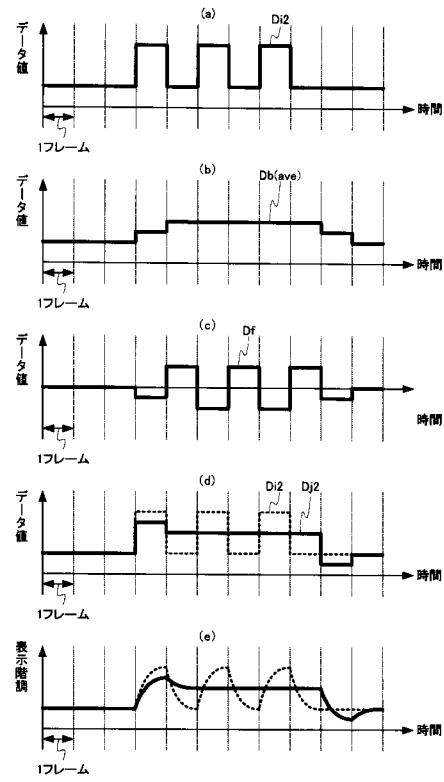 (a)
Di2
データ値
時間
1フレーム
(b)
Db(ave)
データ値
時間
1フレーム
(c)
Df
データ値
時間
1フレーム
(d)
Di2
Dj2
データ値
時間
1フレーム
(e)
表示階調
時間
1フレーム